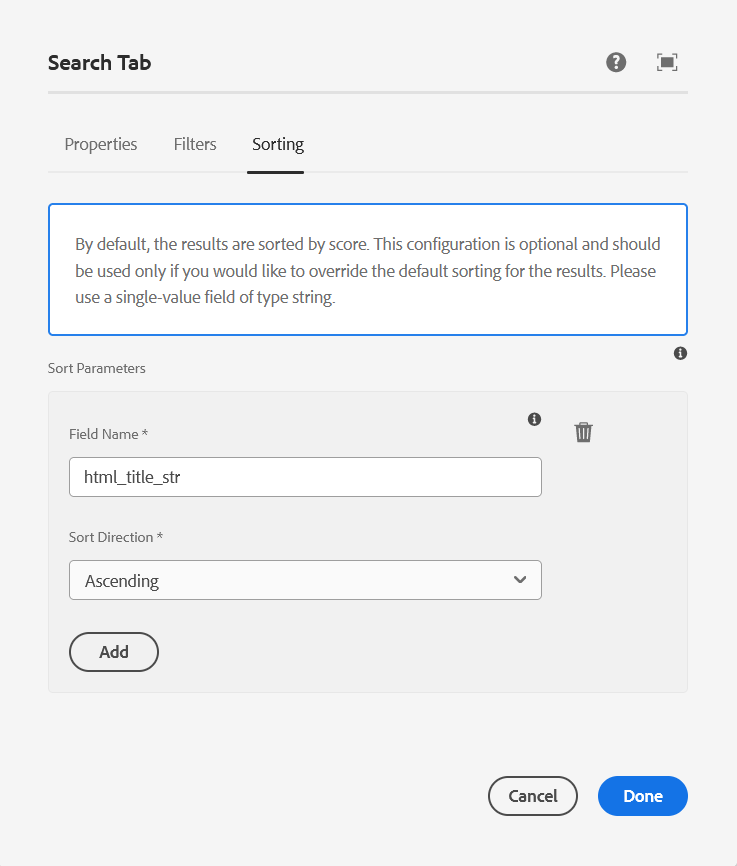 Search Tab
Properties
Filters
Sorting
By default, the results are sorted by score. This configuration is optional and should
be used only if you would like to override the default sorting for the results. Please
use a single-value field of type string.
Sort Parameters
Field Name *
html_title_str
Sort Direction *
Ascending
Add
Cancel
Done